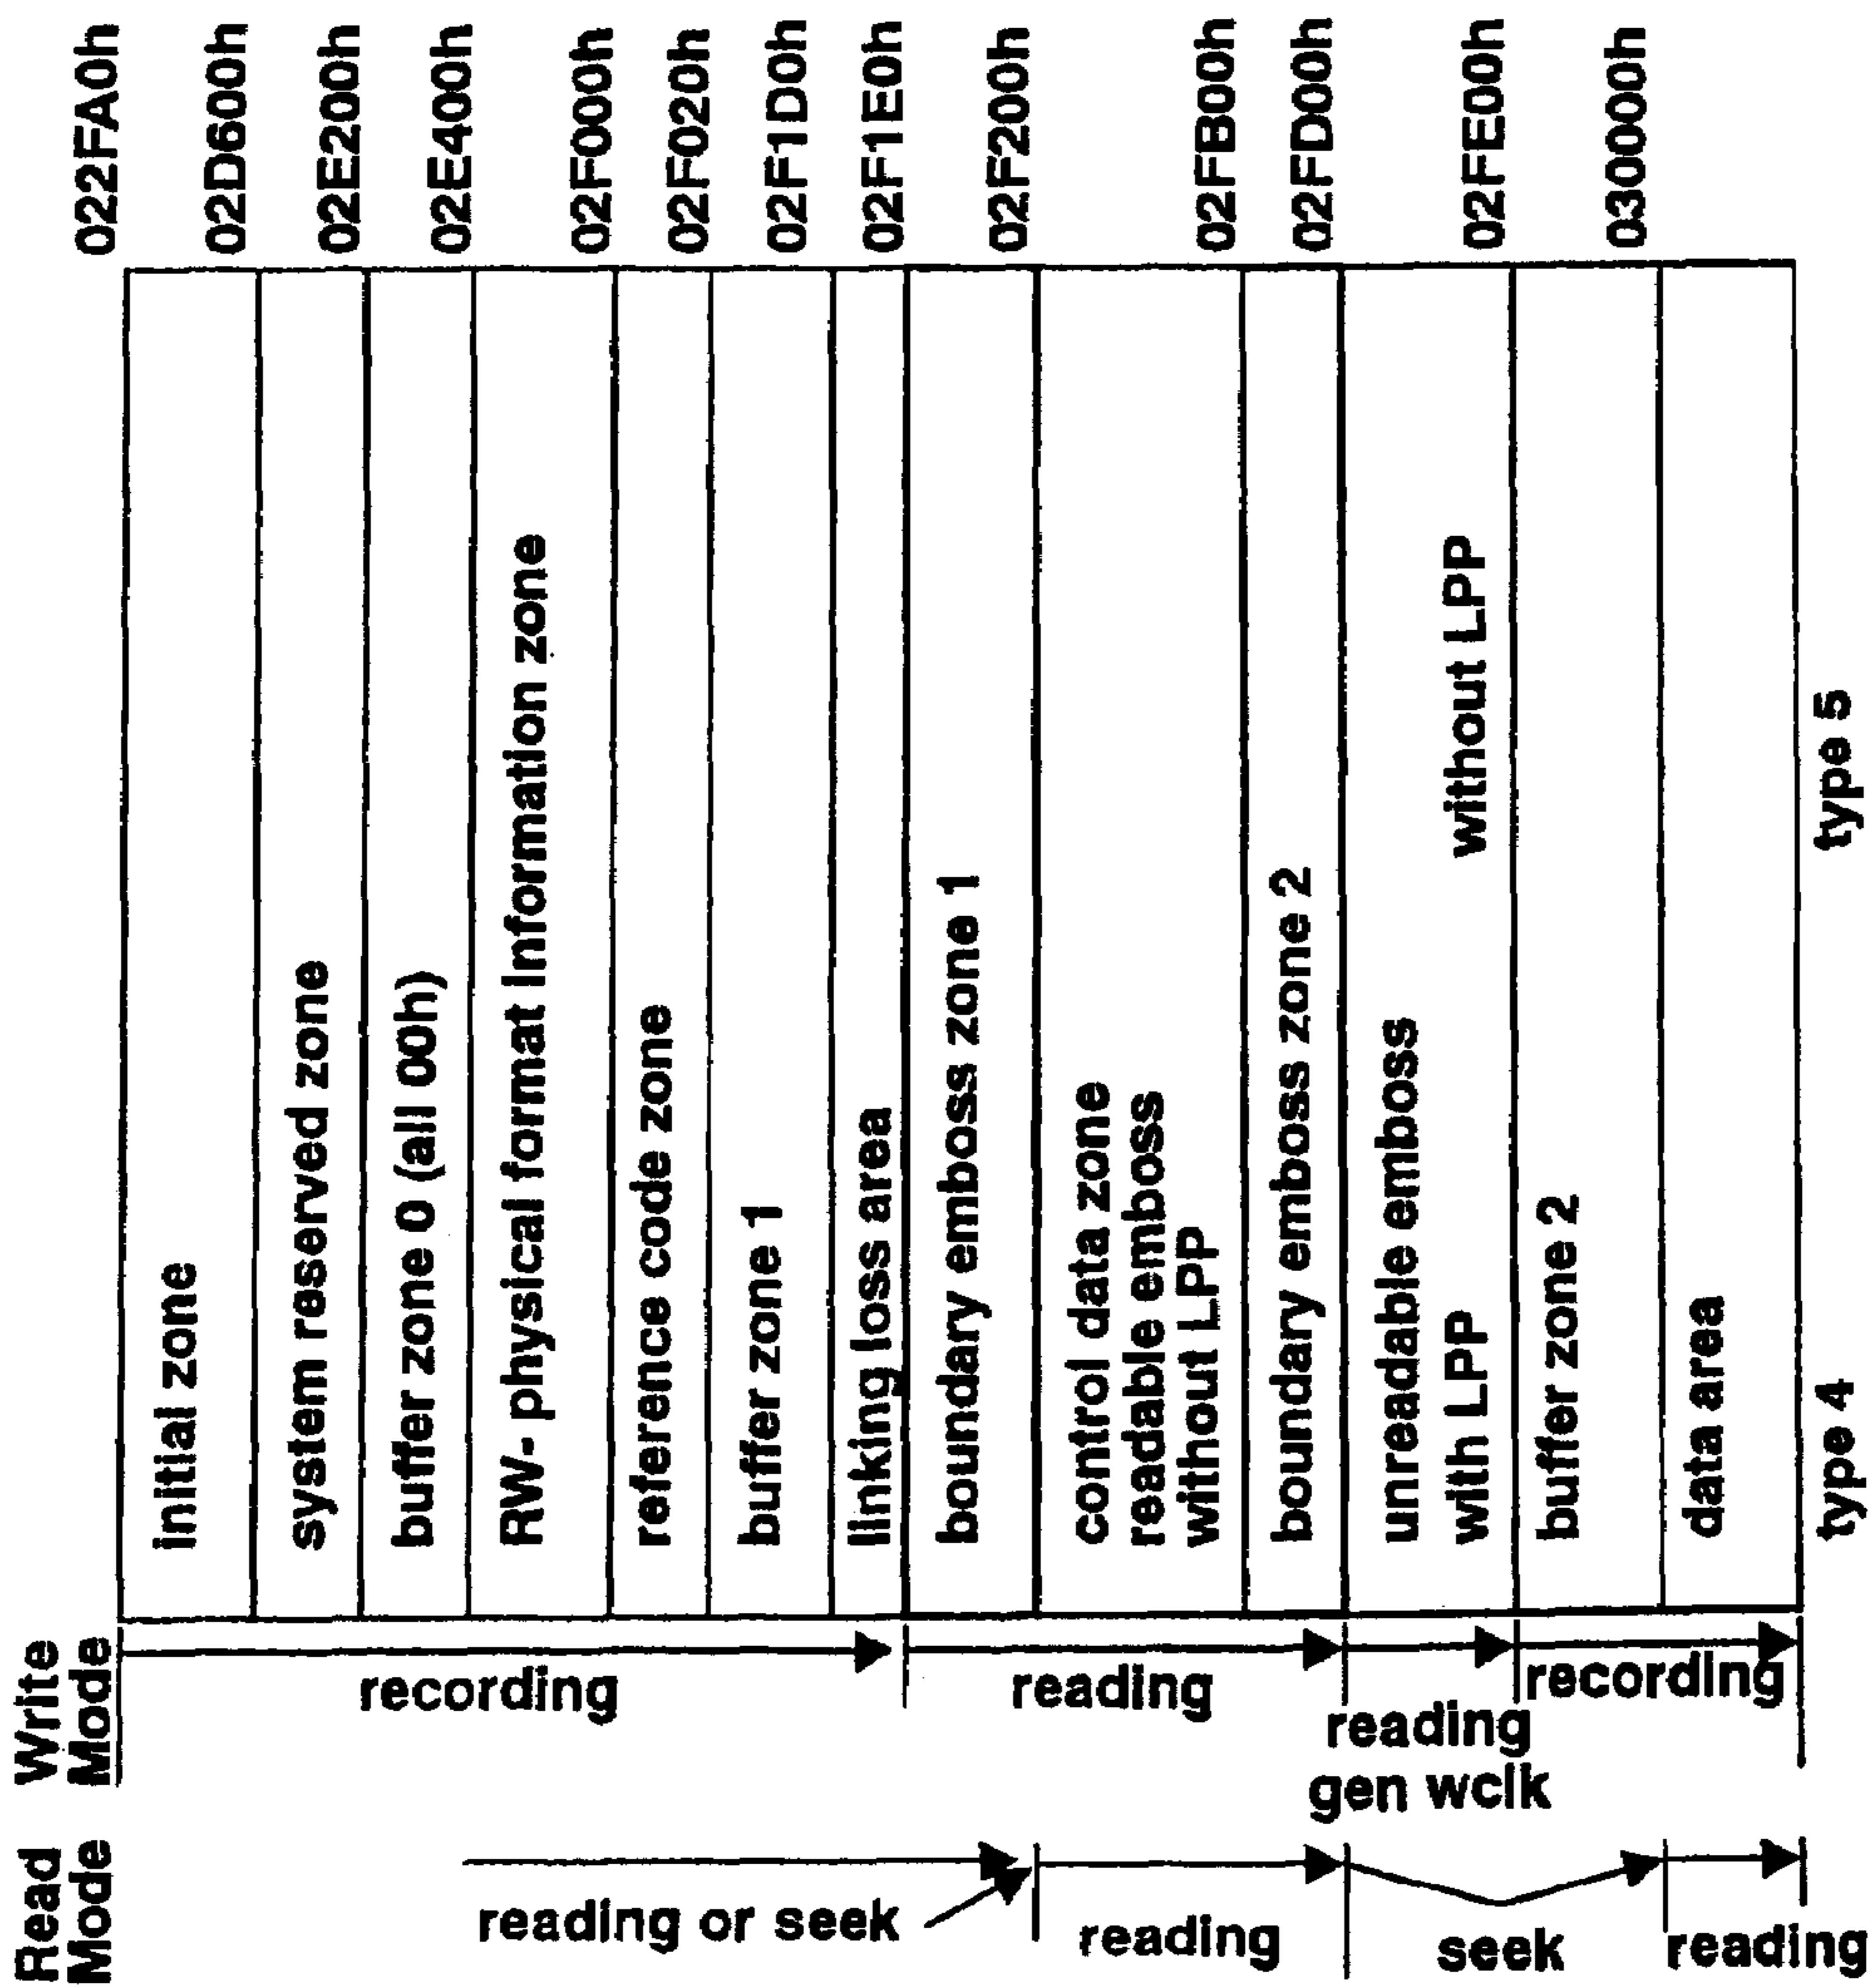 022FA0h
02D600h
02E200h
02E400h
02F000h
02F020h
02F1D0h
02F1E0h
02F200h
02FB00h
02FD00h
02FE00h
030000h
initial zone
system reserved zone
buffer zone 0 (all 00h)
RW- physical format information zone
reference code zone
buffer zone 1
linking loss area
boundary emboss zone 1
control data zone
readable emboss
without LPP
boundary emboss zone 2
unreadable emboss
with LPP
without LPP
buffer zone 2
data area
type 4
type 5
Write
Mode
recording
reading
reading
gen wclk
recording
Read
Mode
reading or seek
reading
seek
reading